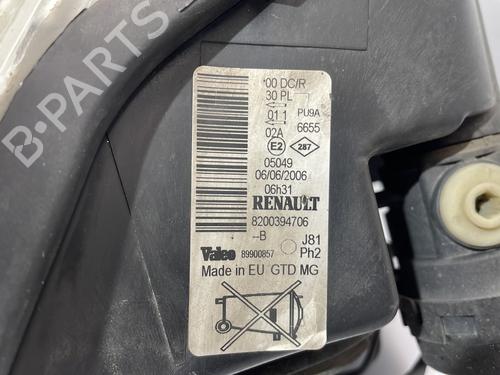 B-PARTS
00 DC/R
30 PL
PU9A
01 1
6655
02A
E2
287
05049
06/06/2006
06h31
RENAULT
8200394706
--B
J81
Valeo 89900857
Ph2
Made in EU GTD MG